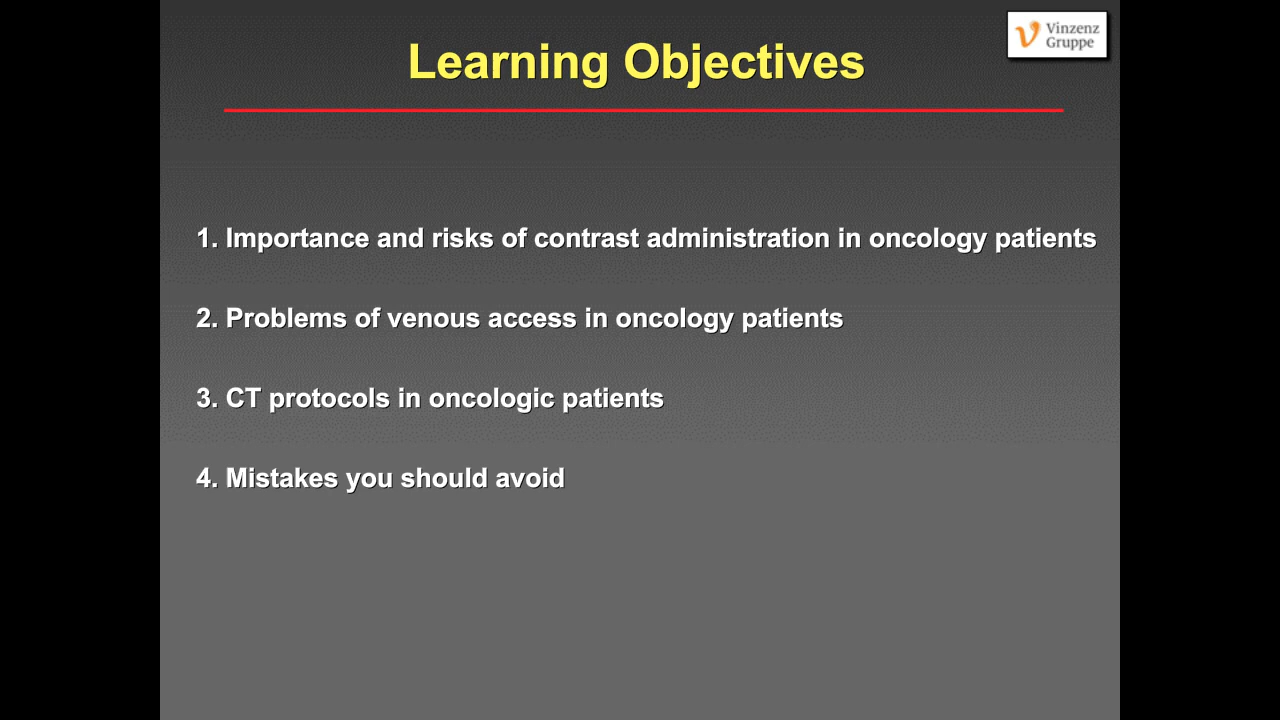 Vinzenz
Gruppe
Learning Objectives
1. Importance and risks of contrast administration in oncology patients
2. Problems of venous access in oncology patients
3. CT protocols in oncologic patients
4. Mistakes you should avoid